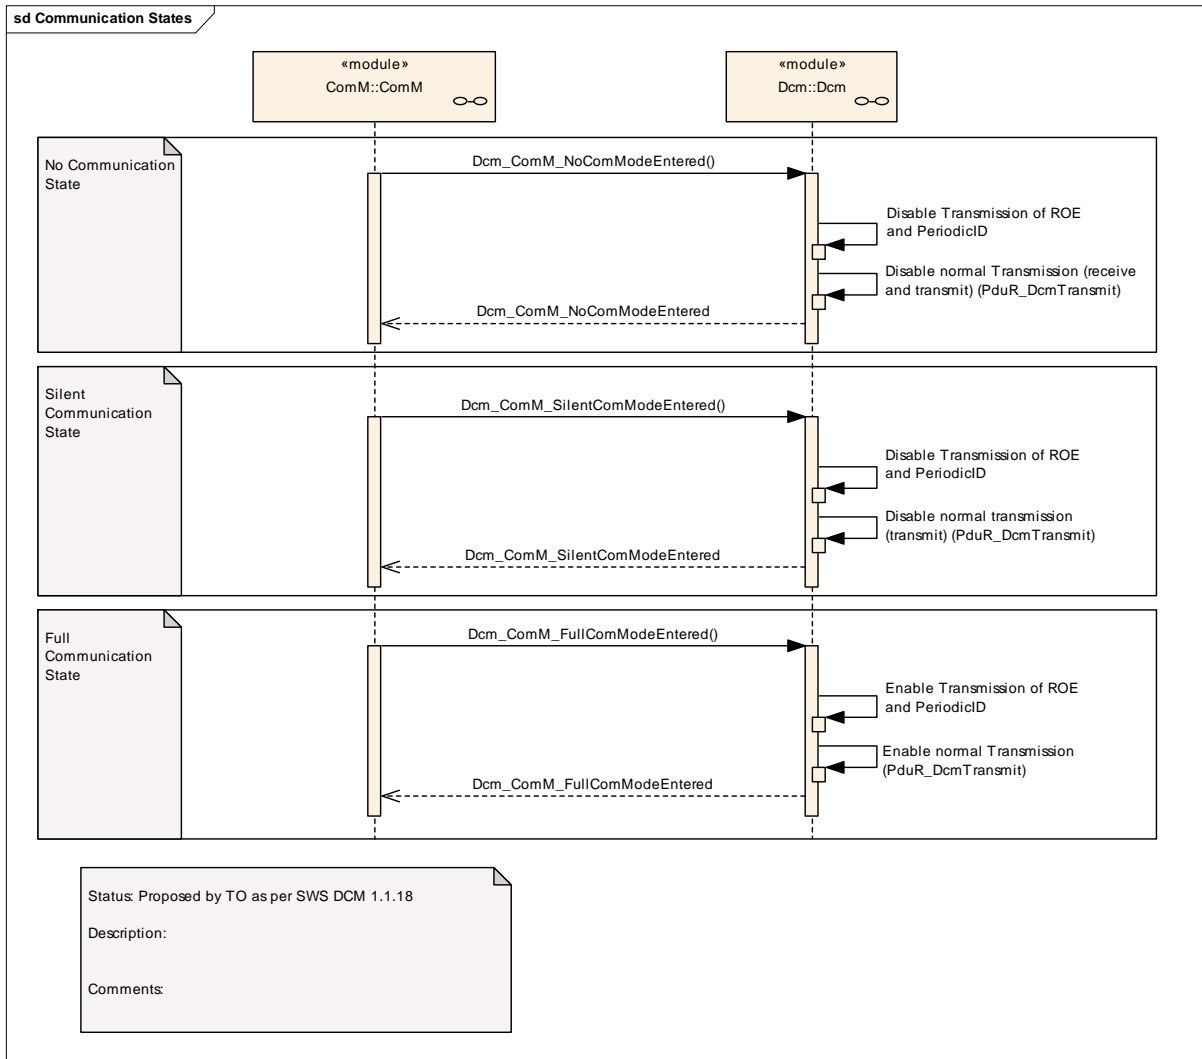 sd Communication States
«module»
ComM::ComM
«module»
Dcm::Dcm
No Communication
State
Dcm_ComM_NoComModeEntered()
Disable Transmission of ROE
and PeriodicID
Disable normal Transmission (receive
and transmit) (PduR_DcmTransmit)
Dcm_ComM_NoComModeEntered
Silent
Communication
State
Dcm_ComM_SilentComModeEntered()
Disable Transmission of ROE
and PeriodicID
Disable normal transmission
(transmit) (PduR_DcmTransmit)
Dcm_ComM_SilentComModeEntered
Full
Communication
State
Dcm_ComM_FullComModeEntered()
Enable Transmission of ROE
and PeriodicID
Enable normal Transmission
(PduR_DcmTransmit)
Dcm_ComM_FullComModeEntered
Status: Proposed by TO as per SWS DCM 1.1.18
Description:
Comments: